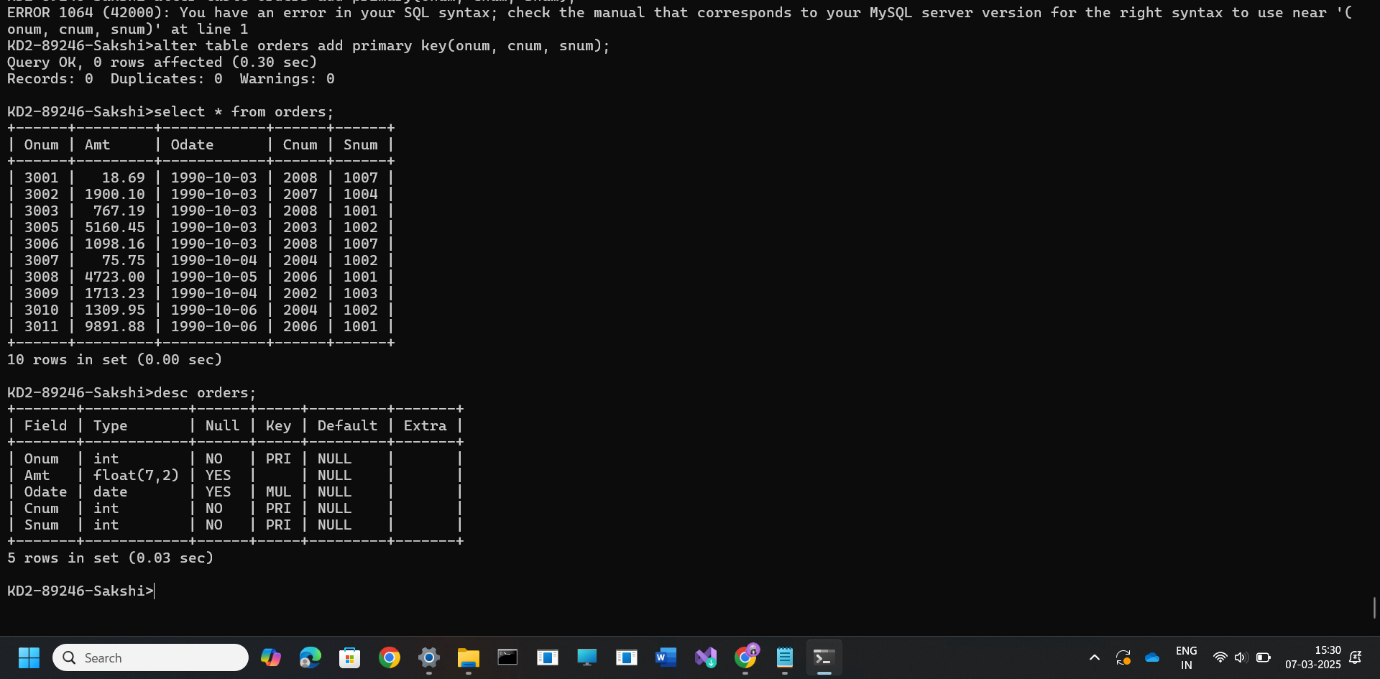 ERROR 1064 (42000): You have an error in your SQL syntax; check the manual that corresponds to your MySQL server version for the right syntax to use near '(
onum, cnum, snum)' at line 1
KD2-89246-Sakshi>alter table orders add primary key(onum, cnum, snum);
Query OK, 0 rows affected (0.30 sec)
Records: 0  Duplicates: 0  Warnings: 0
KD2-89246-Sakshi>select * from orders;
+------+---------+------------+------+------+
| Onum | Amt     | Odate      | Cnum | Snum |
+------+---------+------------+------+------+
| 3001 |   18.69 | 1990-10-03 | 2008 | 1007 |
| 3002 | 1900.10 | 1990-10-03 | 2007 | 1004 |
| 3003 |  767.19 | 1990-10-03 | 2008 | 1001 |
| 3005 | 5160.45 | 1990-10-03 | 2003 | 1002 |
| 3006 | 1098.16 | 1990-10-03 | 2008 | 1007 |
| 3007 |   75.75 | 1990-10-04 | 2004 | 1002 |
| 3008 | 4723.00 | 1990-10-05 | 2006 | 1001 |
| 3009 | 1713.23 | 1990-10-04 | 2002 | 1003 |
| 3010 | 1309.95 | 1990-10-06 | 2004 | 1002 |
| 3011 | 9891.88 | 1990-10-06 | 2006 | 1001 |
+------+---------+------------+------+------+
10 rows in set (0.00 sec)
KD2-89246-Sakshi>desc orders;
+-------+------------+------+-----+---------+-------+
| Field | Type       | Null | Key | Default | Extra |
+-------+------------+------+-----+---------+-------+
| Onum  | int        | NO   | PRI | NULL    |       |
| Amt   | float(7,2) | YES  |     | NULL    |       |
| Odate | date       | YES  | MUL | NULL    |       |
| Cnum  | int        | NO   | PRI | NULL    |       |
| Snum  | int        | NO   | PRI | NULL    |       |
+-------+------------+------+-----+---------+-------+
5 rows in set (0.03 sec)
KD2-89246-Sakshi>
Search
ENG
IN
15:30
07-03-2025